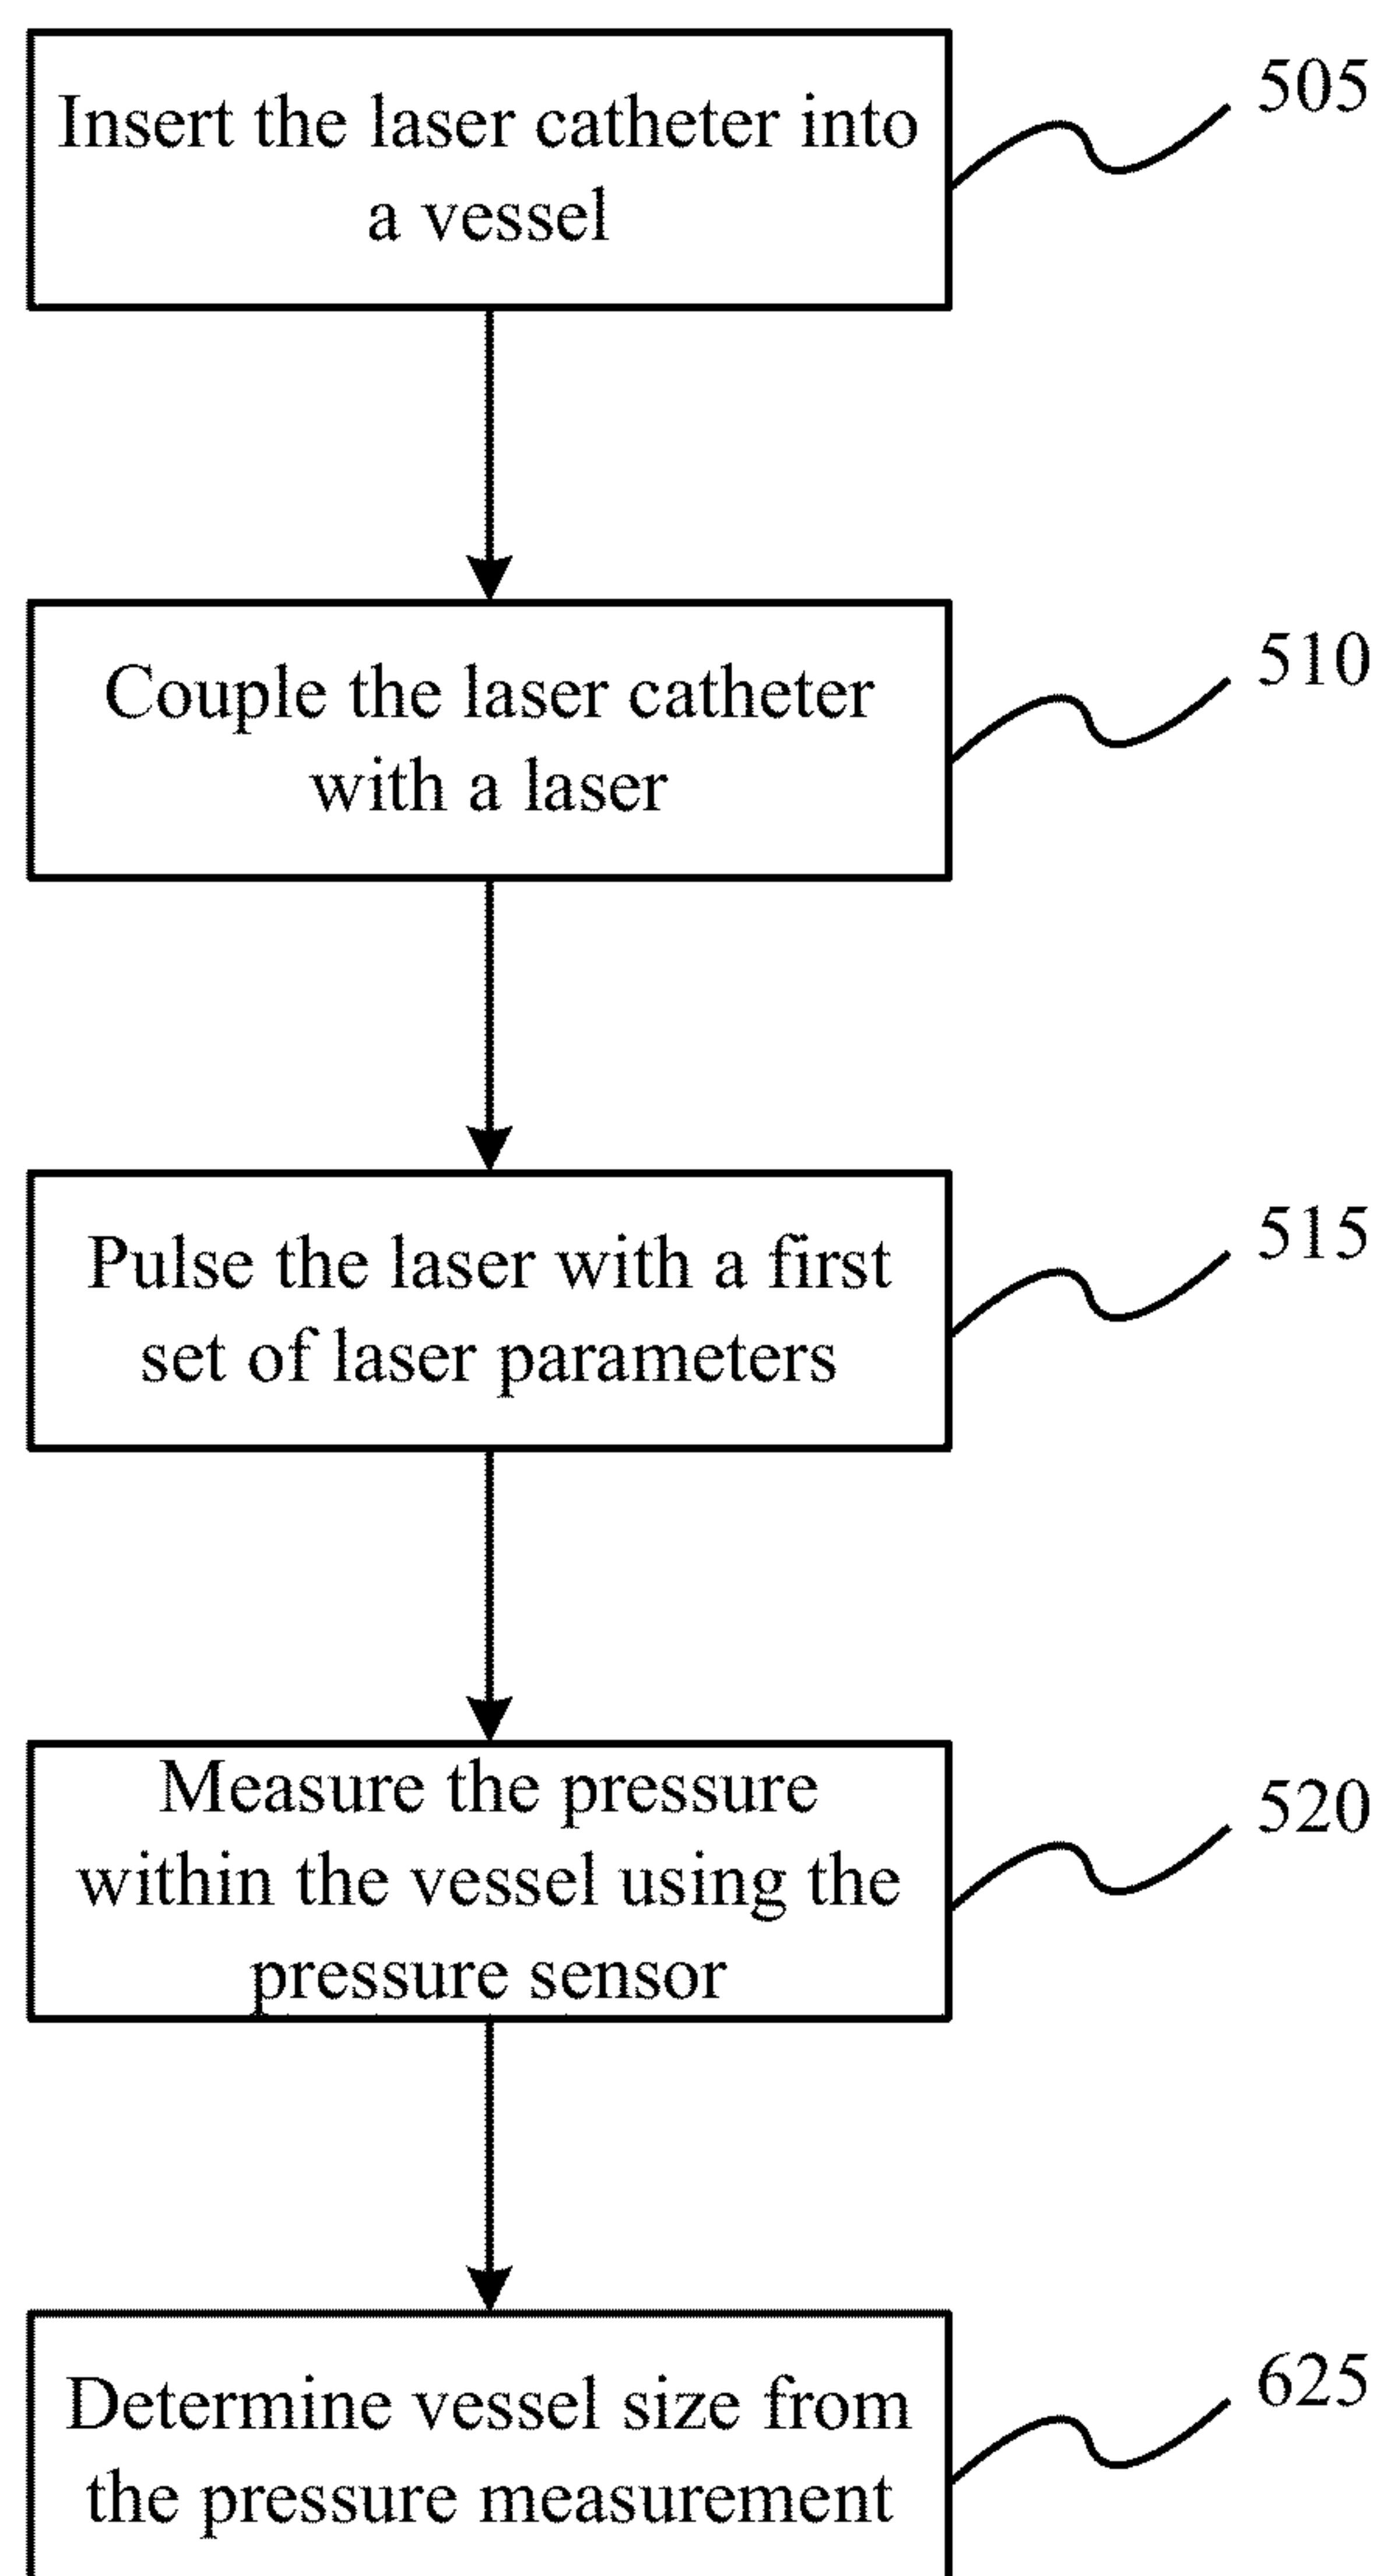 Insert the laser catheter into
a vessel
505
Couple the laser catheter
with a laser
510
Pulse the laser with a first
set of laser parameters
515
Measure the pressure
within the vessel using the
pressure sensor
520
Determine vessel size from
the pressure measurement
625